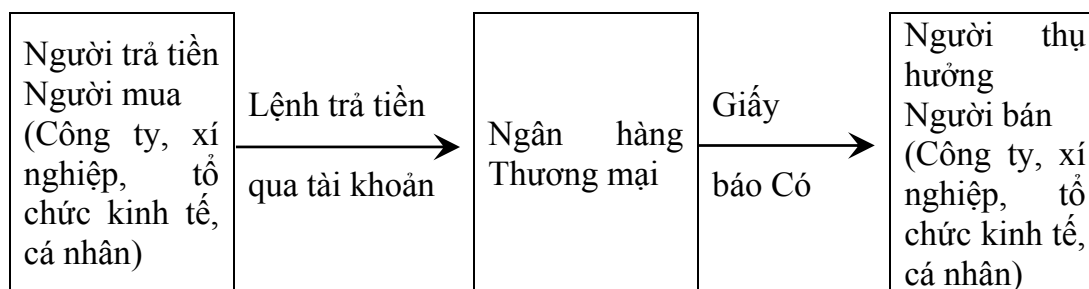 Người trả tiền
Người mua
(Công ty, xí
nghiệp, tổ
chức kinh tế,
cá nhân)
Lệnh trả tiền
qua tài khoản
Ngân hàng
Thương mại
Giấy
báo Có
Người thụ
hưởng
Người bán
(Công ty, xí
nghiệp, tổ
chức kinh tế,
cá nhân)